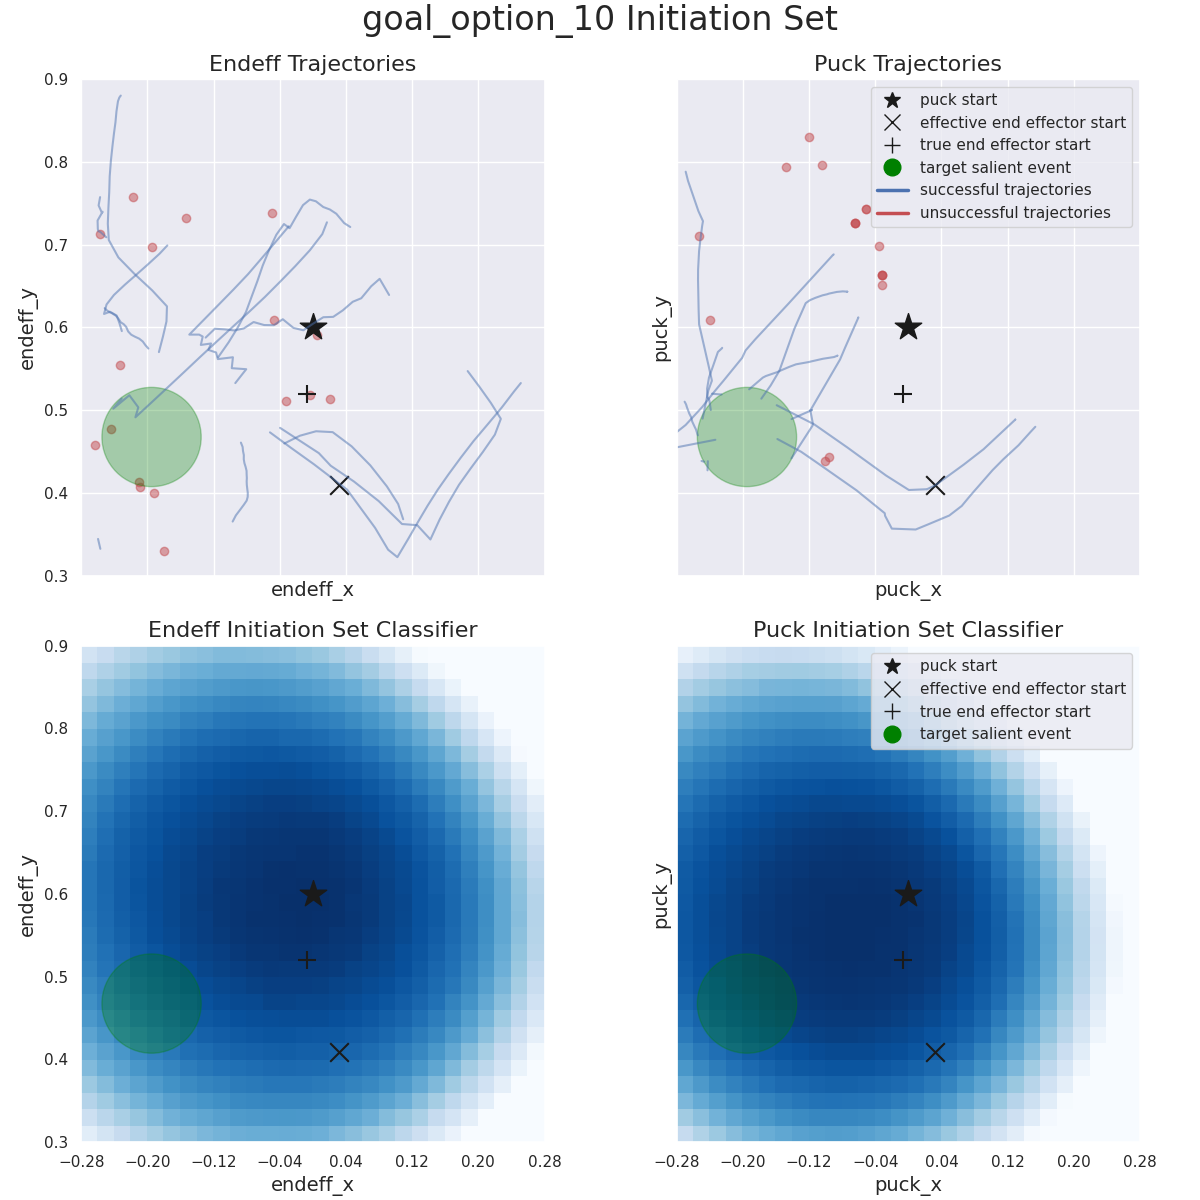 goal_option_10 Initiation Set
Endeff Trajectories
endeff_y
0.9
0.8
0.7
0.6
0.5
0.4
0.3
endeff_x
Puck Trajectories
puck start
effective end effector start
true end effector start
target salient event
successful trajectories
unsuccessful trajectories
puck_y
puck_x
Endeff Initiation Set Classifier
endeff_y
0.9
0.8
0.7
0.6
0.5
0.4
0.3
−0.28 −0.20 −0.12 −0.04 0.04 0.12 0.20 0.28
endeff_x
Puck Initiation Set Classifier
puck start
effective end effector start
true end effector start
target salient event
puck_y
−0.28 −0.20 −0.12 −0.04 0.04 0.12 0.20 0.28
puck_x